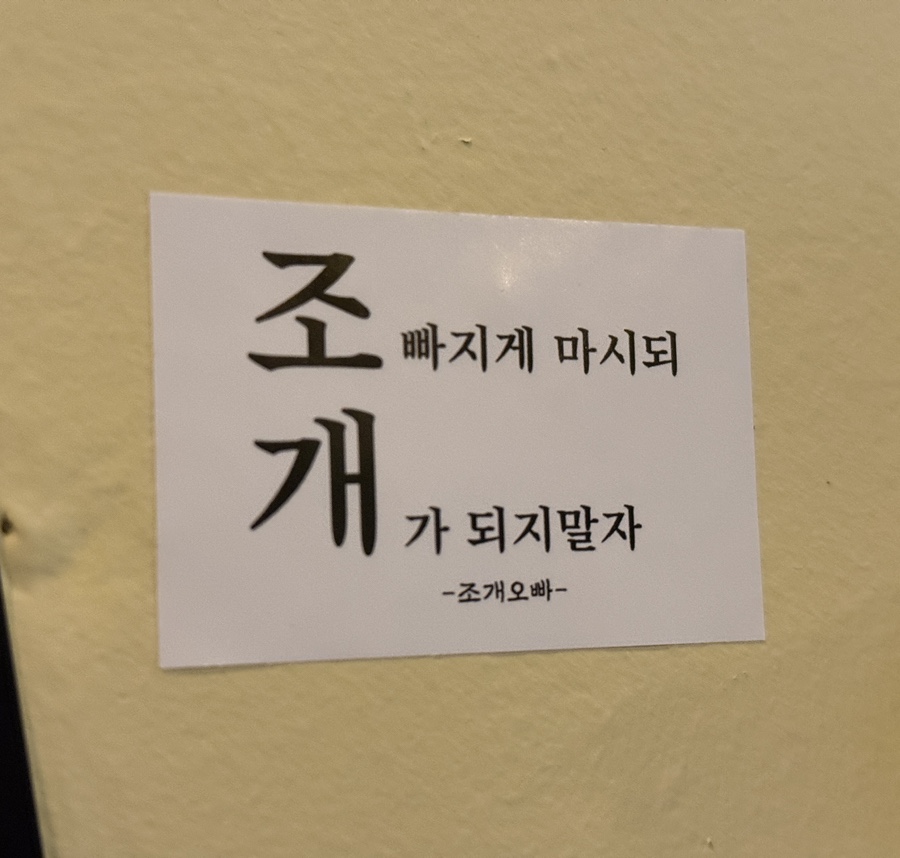 조빠지게 마시되
개가 되지말자
-조개오빠-